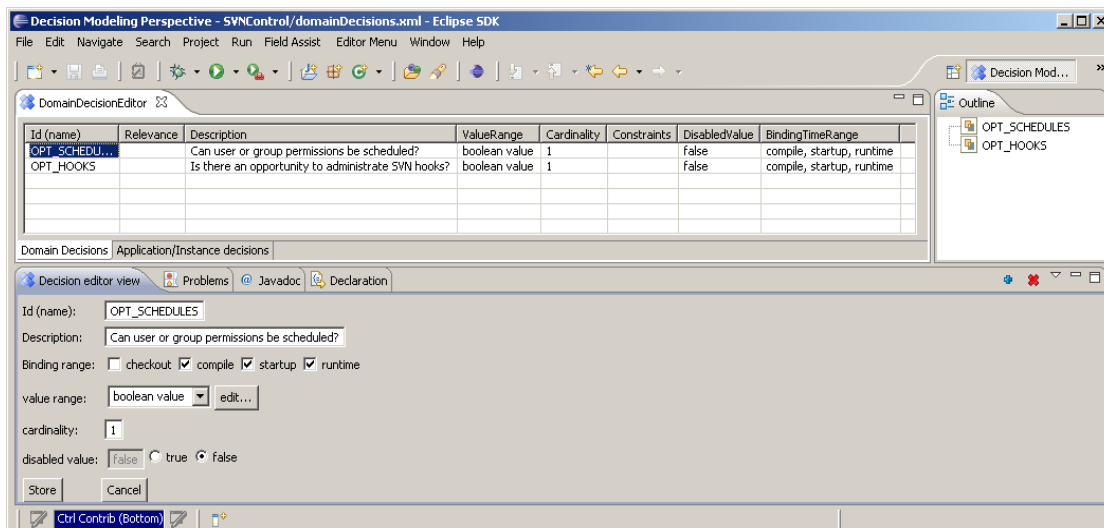 Decision Modeling Perspective - SVNControl/domainDecisions.xml - Eclipse SDK
File Edit Navigate Search Project Run Field Assist Editor Menu Window Help
Decision Mod... »
DomainDecisionEditor
Outline
Id (name) Relevance Description ValueRange Cardinality Constraints DisabledValue BindingTimeRange
OPT_SCHEDU... Can user or group permissions be scheduled? boolean value 1 false compile, startup, runtime
OPT_HOOKS Is there an opportunity to administrate SVN hooks? boolean value 1 false compile, startup, runtime
OPT_SCHEDULES
OPT_HOOKS
Domain Decisions Application/Instance decisions
Decision editor view Problems @ Javadoc Declaration
Id (name): OPT_SCHEDULES
Description: Can user or group permissions be scheduled?
Binding range: checkout compile startup runtime
value range: boolean value edit...
cardinality: 1
disabled value: false true false
Store Cancel
Ctrl Contrib (Bottom)